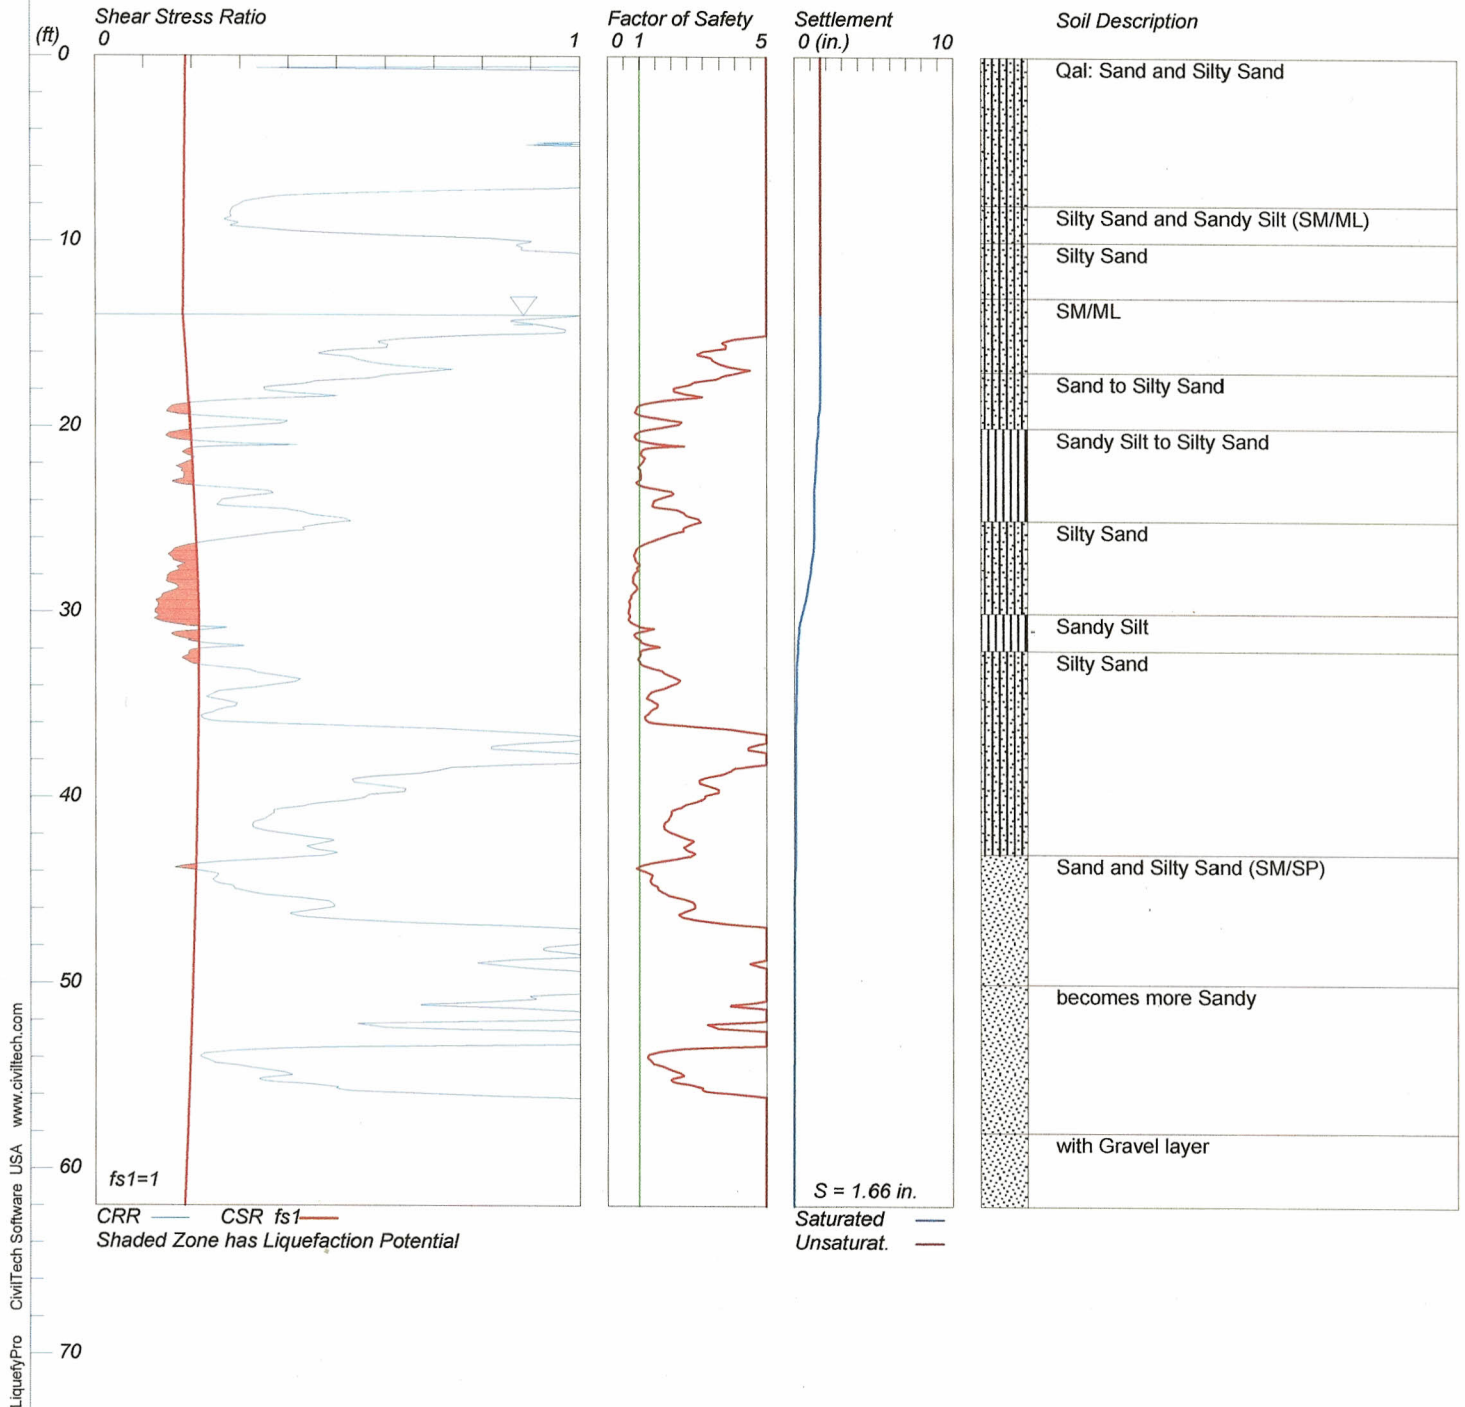 Shear Stress Ratio Factor of Safety Settlement Soil Description
(ft) 0 1 0 1 5 0 (in.) 10
0
Qal: Sand and Silty Sand
Silty Sand and Sandy Silt (SM/ML)
10
Silty Sand
SM/ML
Sand to Silty Sand
20
Sandy Silt to Silty Sand
Silty Sand
30
Sandy Silt
Silty Sand
40
Sand and Silty Sand (SM/SP)
50
becomes more Sandy
with Gravel layer
60
fs1=1
S = 1.66 in.
CRR CSR fs1
Shaded Zone has Liquefaction Potential
Saturated
Unsaturat.
70
LiquefyPro CivilTech Software USA www.civiltech.com